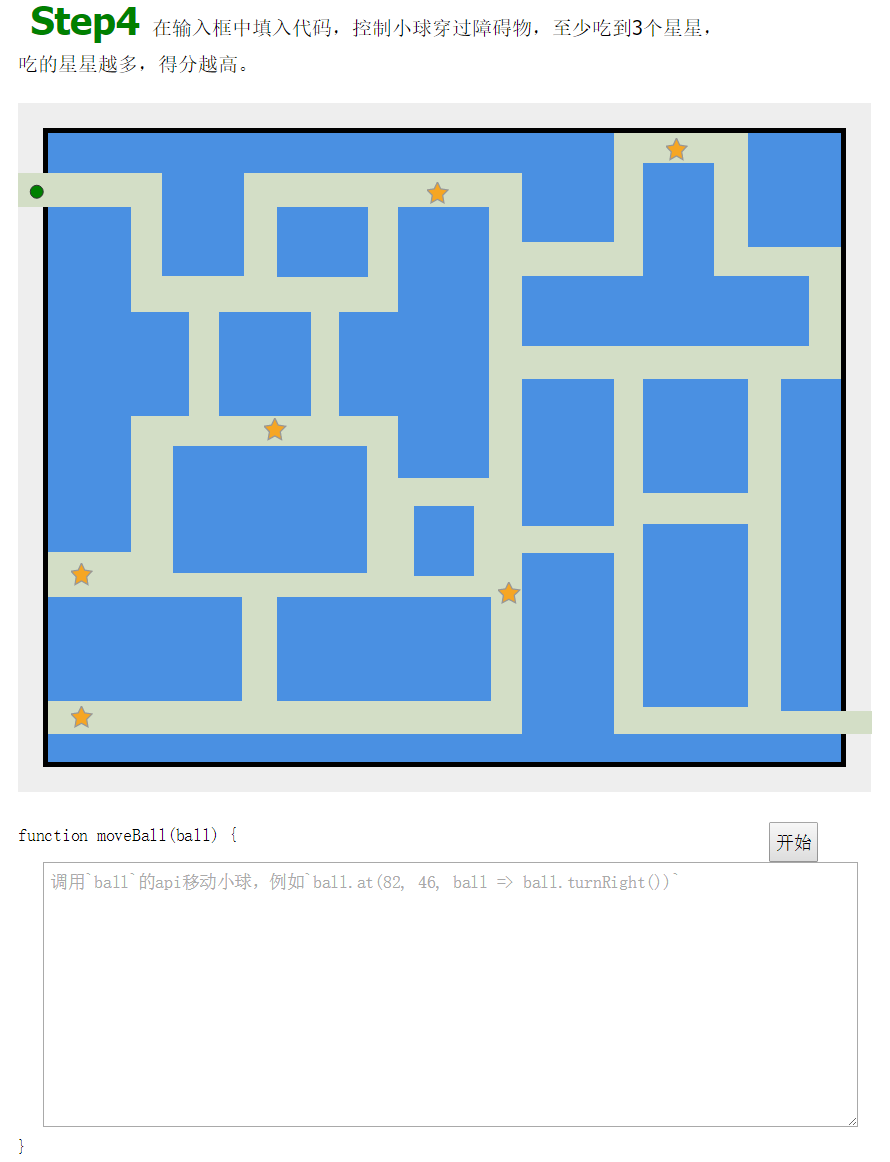 Step4 在输入框中填入代码，控制小球穿过障碍物，至少吃到3个星星，
吃的星星越多，得分越高。
function moveBall(ball) {
开始
调用`ball`的api移动小球，例如`ball.at(82, 46, ball => ball.turnRight())`
}